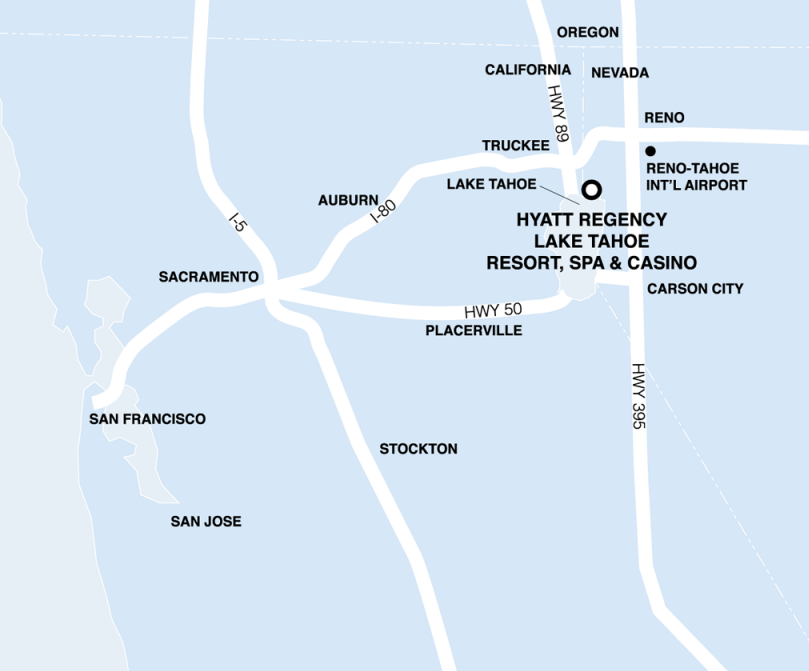 OREGON
CALIFORNIA
NEVADA
HWY 89
RENO
TRUCKEE
RENO-TAHOE
INT'L AIRPORT
LAKE TAHOE
AUBURN
I-80
I-5
HYATT REGENCY
LAKE TAHOE
RESORT, SPA & CASINO
SACRAMENTO
CARSON CITY
HWY 50
PLACERVILLE
HWY 395
SAN FRANCISCO
STOCKTON
SAN JOSE